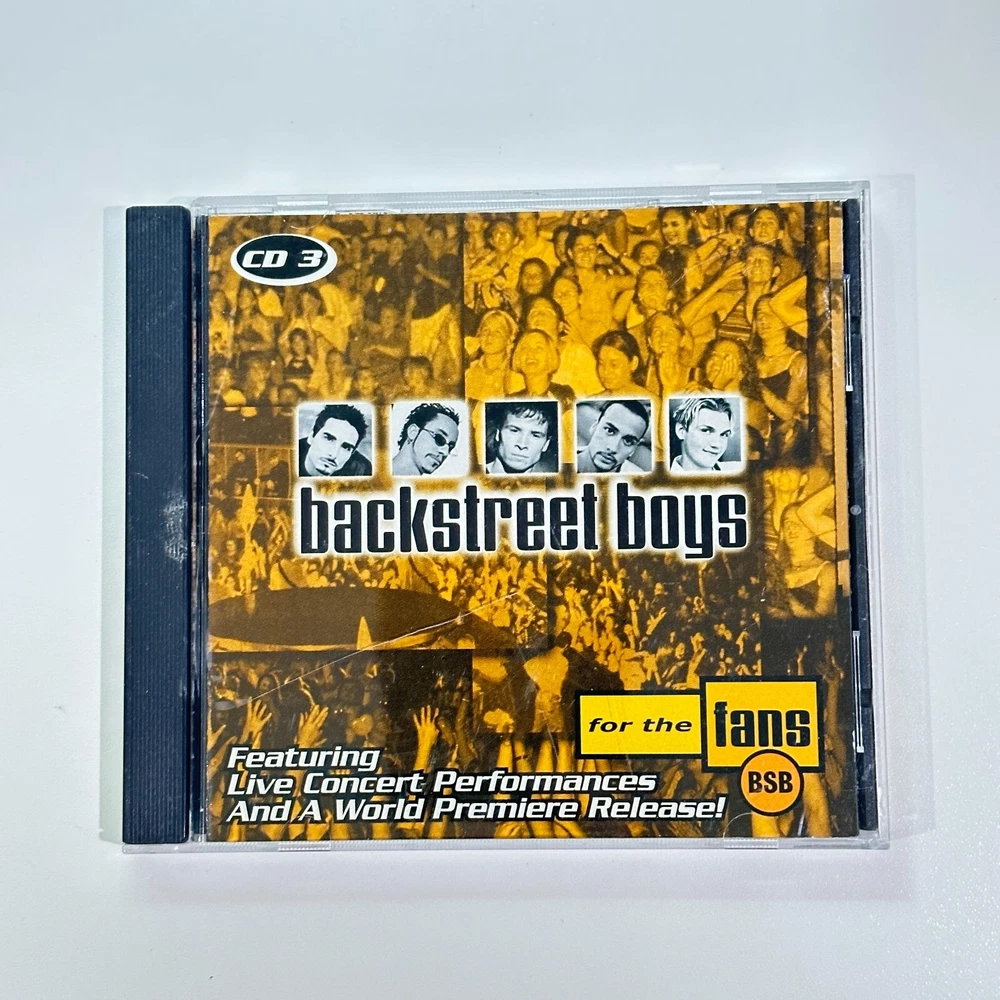 CD 3
backstreet boys
for the fans
BSB
Featuring
Live Concert Performances
And A World Premiere Release!